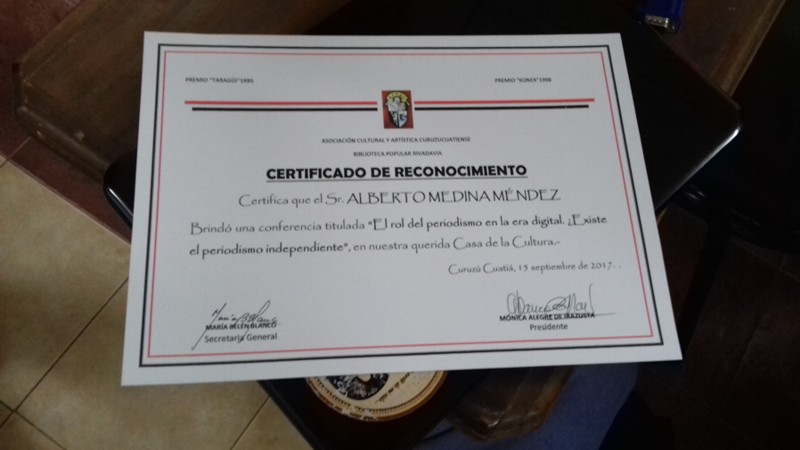 PREMIO "TARAGÜI"1995
PREMIO "KONEX"1998
ASOCIACIÓN CULTURAL Y ARTÍSTICA CURUZUCUATIENSE
BIBLIOTECA POPULAR RIVADAVIA
CERTIFICADO DE RECONOCIMIENTO
Certifica que el Sr. ALBERTO MEDINA MÉNDEZ
Brindó una conferencia titulada "El rol del periodismo en la era digital. ¿Existe
el periodismo independiente", en nuestra querida Casa de la Cultura.-
Curuzú Cuatiá, 15 septiembre de 2017. .
MARÍA BELÉN BLANCO
Secretaria General
MÓNICA ALEGRE DE IRAZUSTA
Presidente